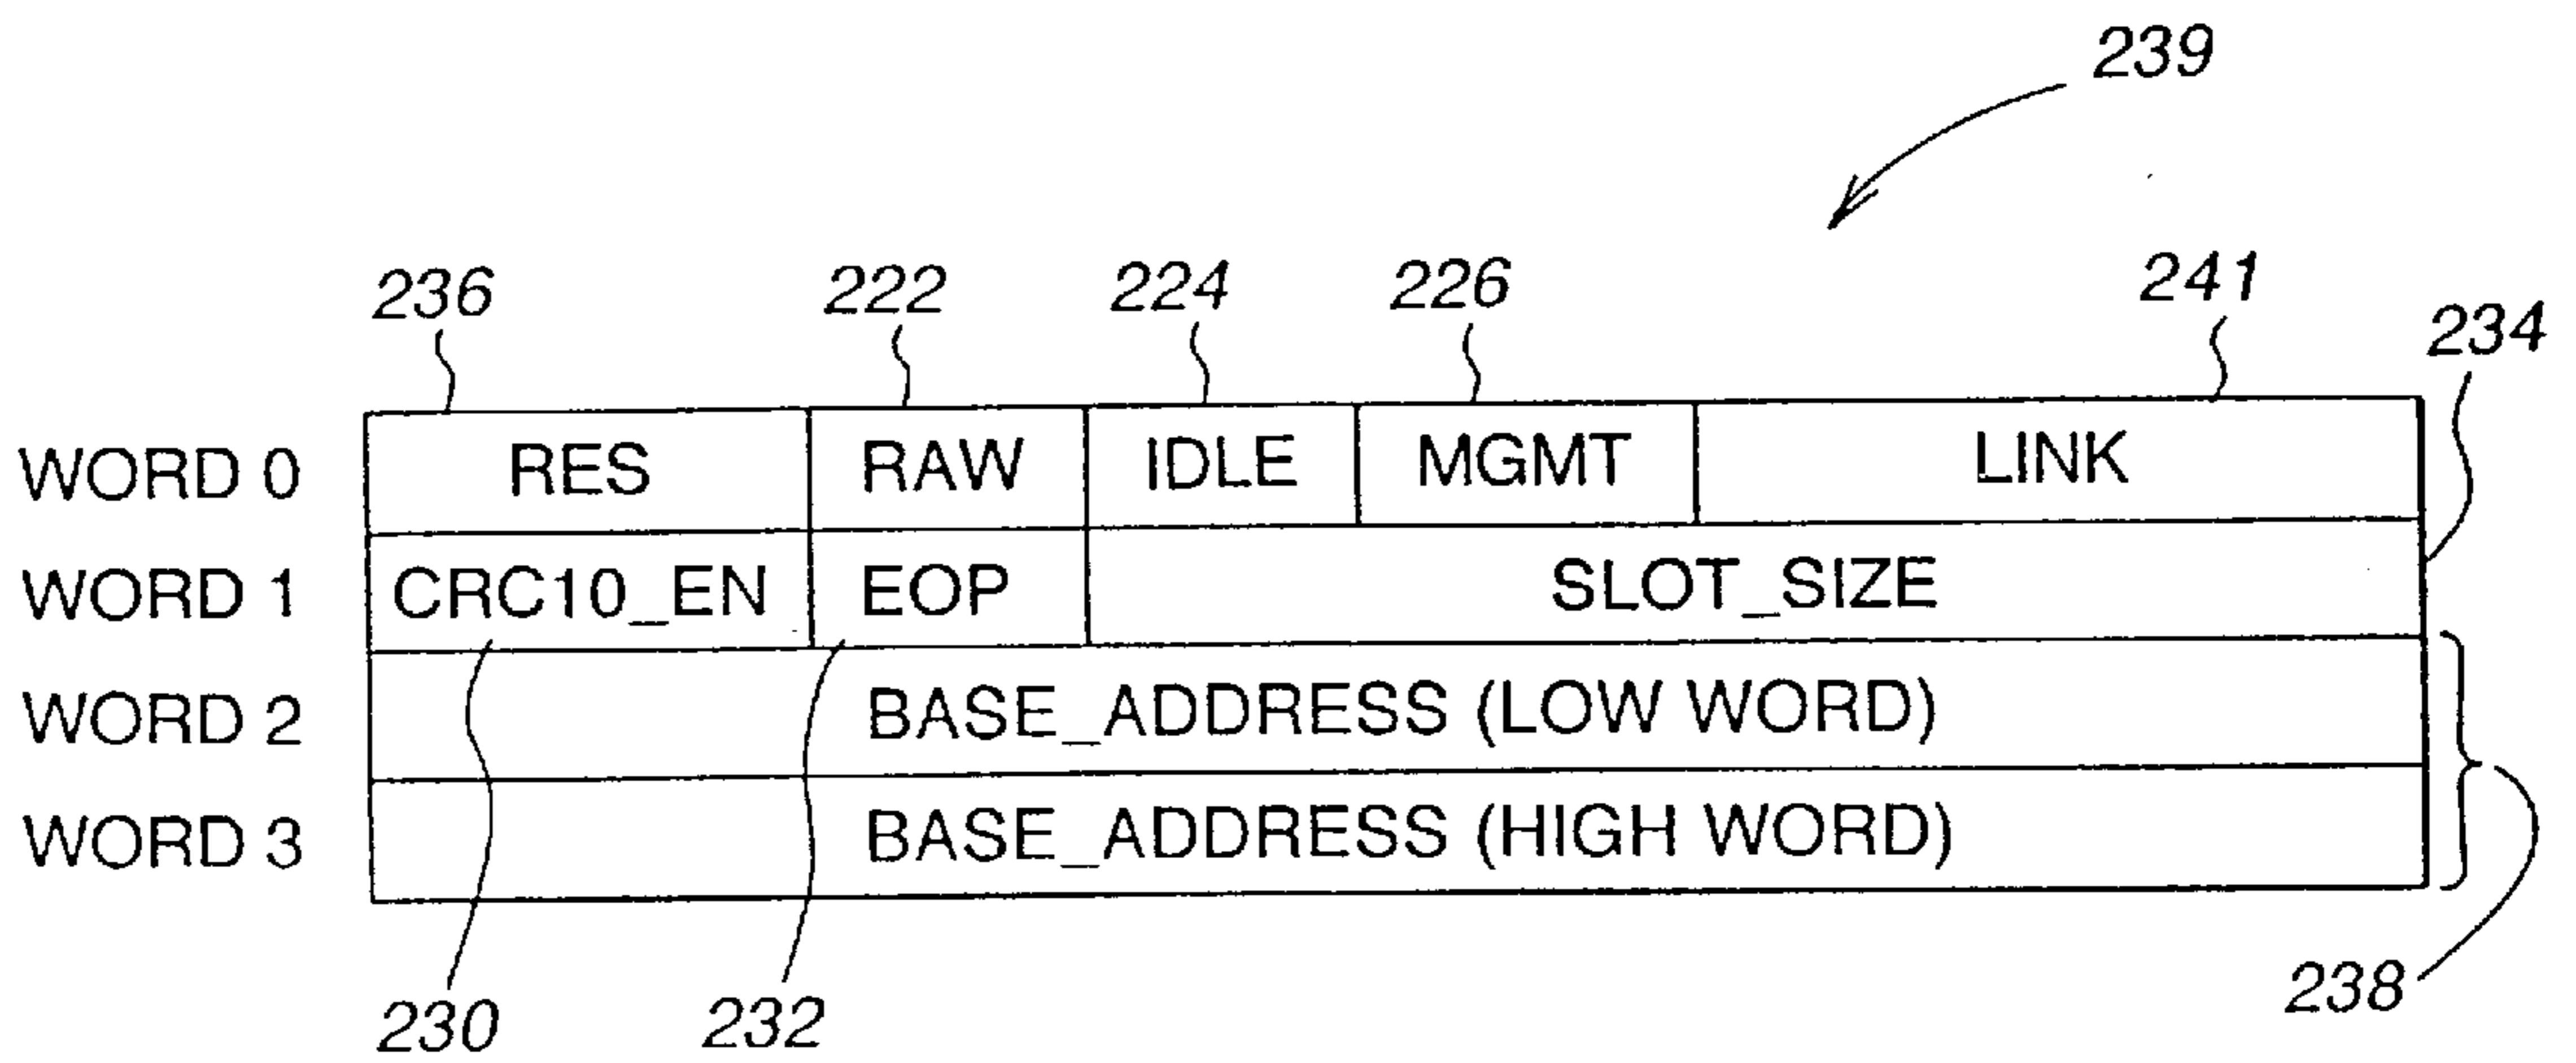 239
236 222 224 226 241 234
WORD 0 RES RAW IDLE MGMT LINK
WORD 1 CRC10_EN EOP SLOT_SIZE
WORD 2 BASE_ADDRESS (LOW WORD)
WORD 3 BASE_ADDRESS (HIGH WORD)
230 232 238